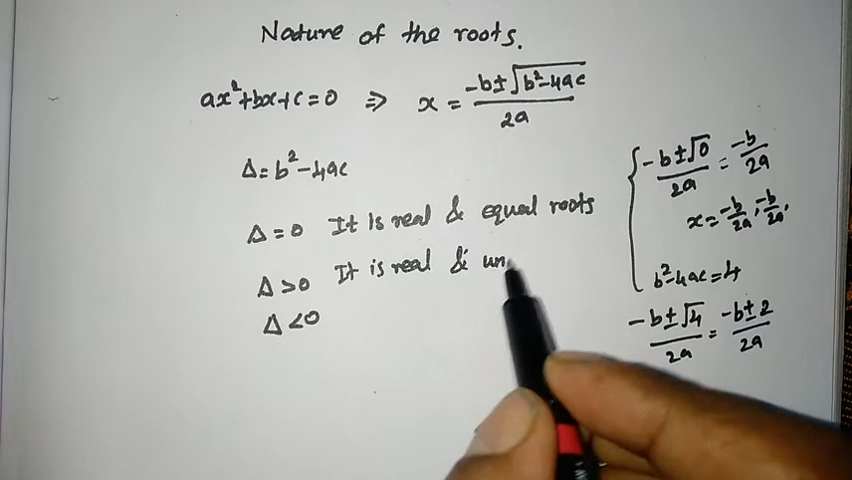 Nature of the roots.
ax²+bx+c=0 ⇒ x = -b±√b²-4ac / 2a
Δ=b²-4ac
Δ=0 It is real & equal roots
Δ>0 It is real & un
Δ<0
-b±√0 / 2a = -b / 2a
x = -b/2a, -b/2a,
b²-4ac=4
-b±√4 / 2a = -b±2 / 2a